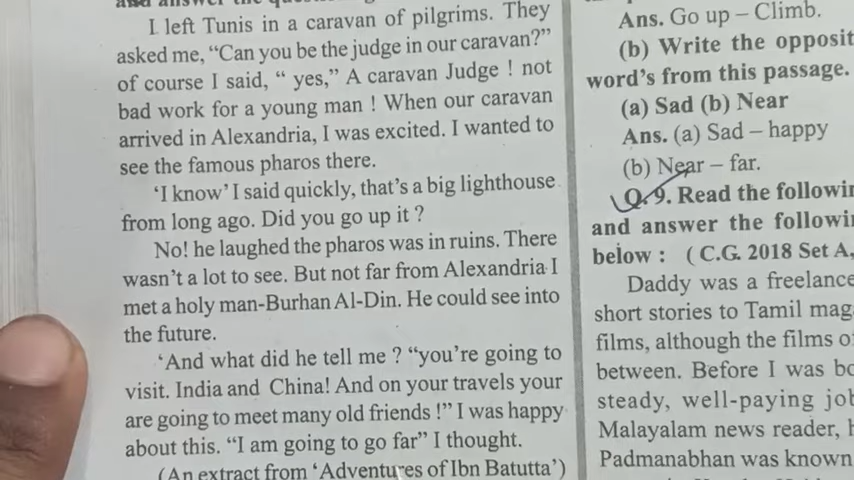 and answer the
I left Tunis in a caravan of pilgrims. They
asked me, “Can you be the judge in our caravan?”
of course I said, “ yes,” A caravan Judge ! not
bad work for a young man ! When our caravan
arrived in Alexandria, I was excited. I wanted to
see the famous pharos there.
‘I know’ I said quickly, that’s a big lighthouse
from long ago. Did you go up it ?
No! he laughed the pharos was in ruins. There
wasn’t a lot to see. But not far from Alexandria I
met a holy man-Burhan Al-Din. He could see into
the future.
‘And what did he tell me ? “you’re going to
visit. India and China! And on your travels your
are going to meet many old friends !” I was happy
about this. “I am going to go far” I thought.
(An extract from ‘Adventures of Ibn Batutta’)
Ans. Go up – Climb.
(b) Write the opposit
word’s from this passage.
(a) Sad (b) Near
Ans. (a) Sad – happy
(b) Near – far.
Q. 9. Read the followin
and answer the followin
below : ( C.G. 2018 Set A,
Daddy was a freelance
short stories to Tamil mag
films, although the films o
between. Before I was bo
steady, well-paying jo
Malayalam news reader, h
Padmanabhan was known